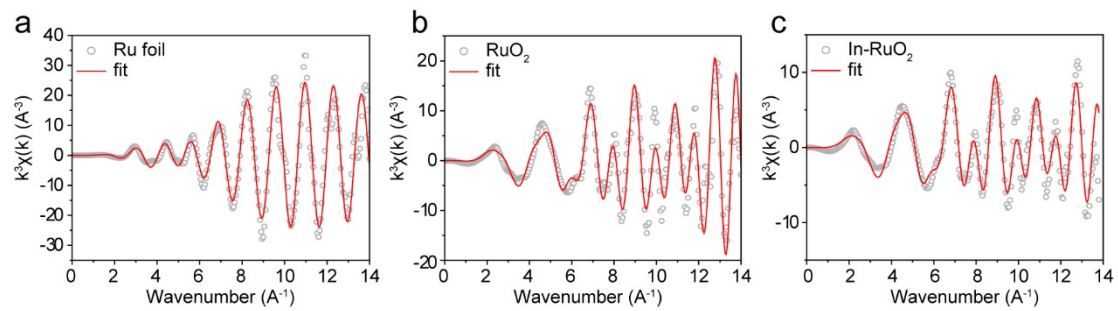 a
Ru foil
fit
k³χ(k) (A⁻³)
40
30
20
10
0
-10
-20
-30
0 2 4 6 8 10 12 14
Wavenumber (A⁻¹)
b
RuO₂
fit
k³χ(k) (A⁻³)
20
10
0
-10
-20
0 2 4 6 8 10 12 14
Wavenumber (A⁻¹)
c
In-RuO₂
fit
k³χ(k) (A⁻³)
10
0
-10
0 2 4 6 8 10 12 14
Wavenumber (A⁻¹)